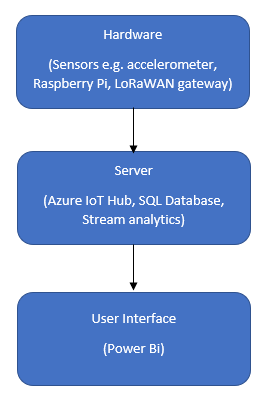 Hardware
(Sensors e.g. accelerometer,
Raspberry Pi, LoRaWAN gateway)
Server
(Azure IoT Hub, SQL Database,
Stream analytics)
User Interface
(Power Bi)